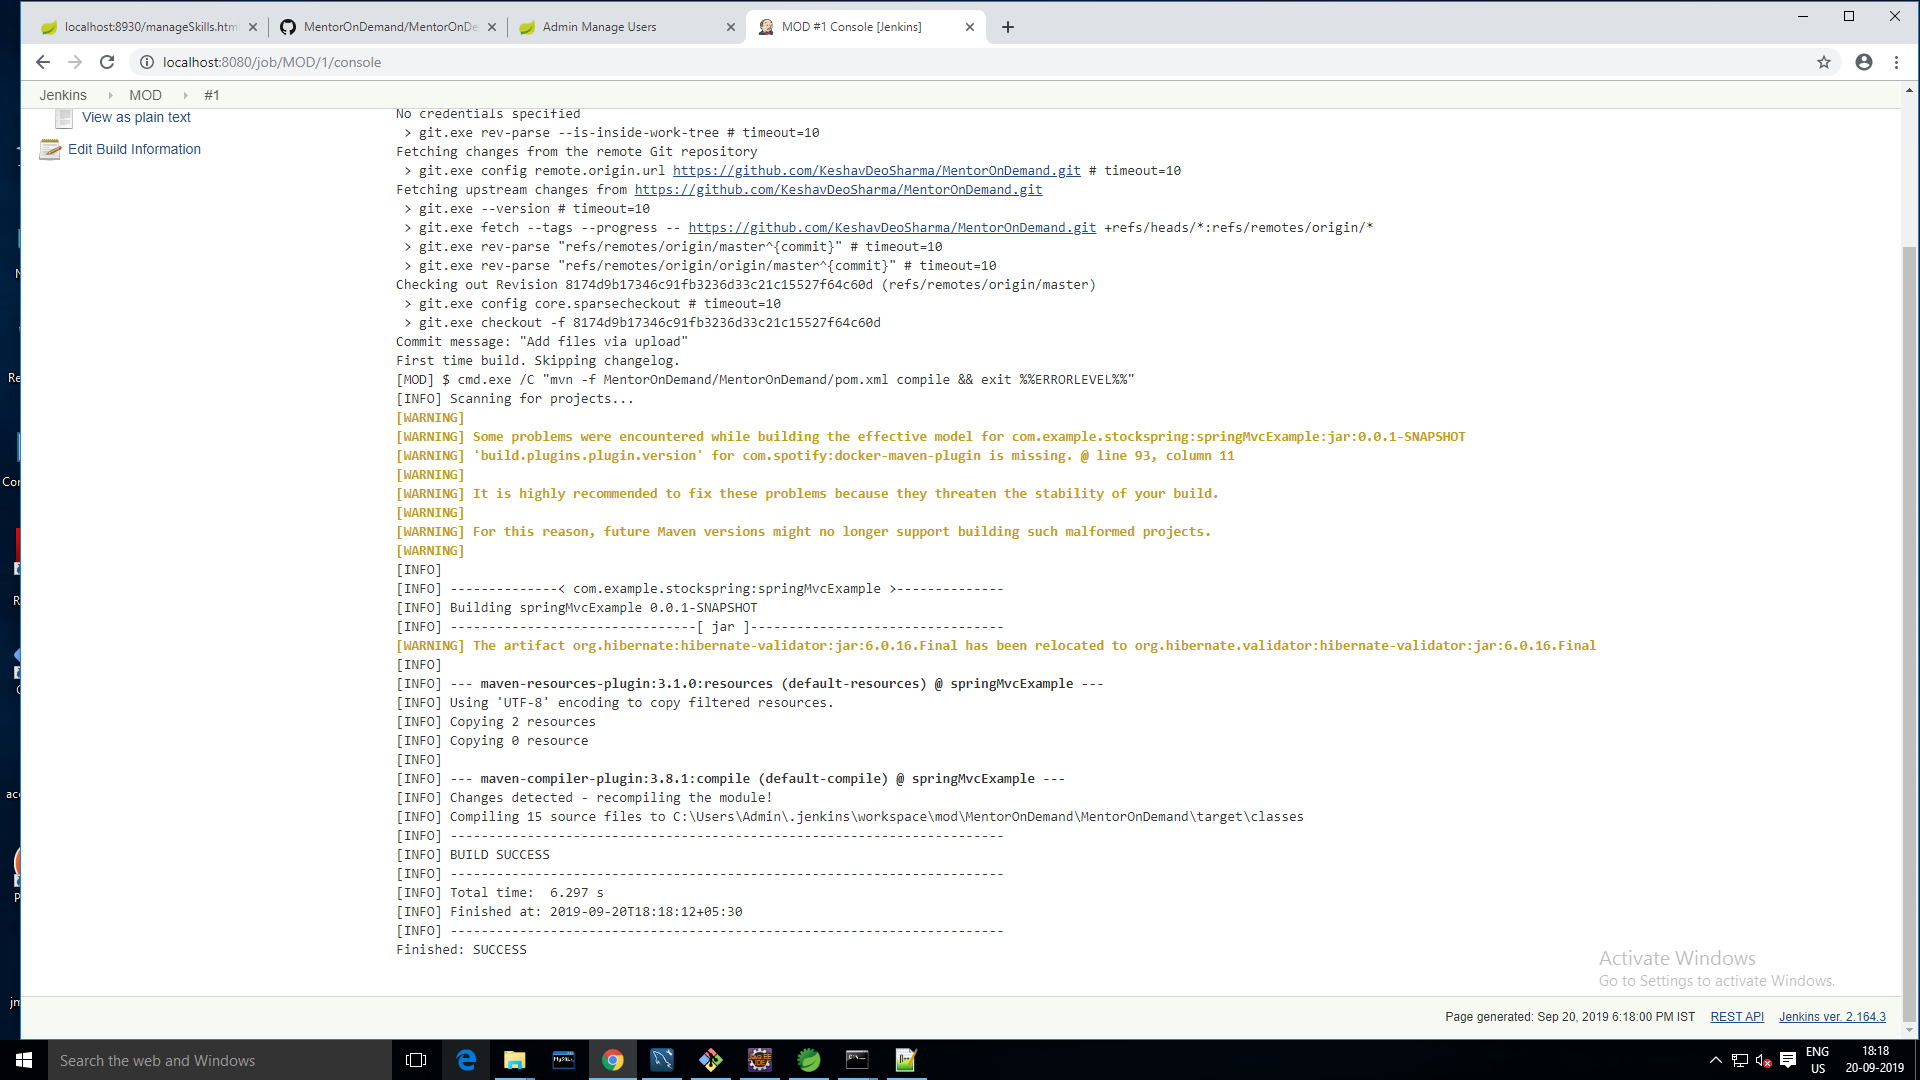 localhost:8930/manageSkills.htm
MentorOnDemand/MentorOnDe
Admin Manage Users
MOD #1 Console [Jenkins]
localhost:8080/job/MOD/1/console
Jenkins
MOD
#1
View as plain text
Edit Build Information
No credentials specified
> git.exe rev-parse --is-inside-work-tree # timeout=10
Fetching changes from the remote Git repository
> git.exe config remote.origin.url https://github.com/KeshavDeoSharma/MentorOnDemand.git # timeout=10
Fetching upstream changes from https://github.com/KeshavDeoSharma/MentorOnDemand.git
> git.exe --version # timeout=10
> git.exe fetch --tags --progress -- https://github.com/KeshavDeoSharma/MentorOnDemand.git +refs/heads/*:refs/remotes/origin/*
> git.exe rev-parse "refs/remotes/origin/master^{commit}" # timeout=10
> git.exe rev-parse "refs/remotes/origin/origin/master^{commit}" # timeout=10
Checking out Revision 8174d9b17346c91fb3236d33c21c15527f64c60d (refs/remotes/origin/master)
> git.exe config core.sparsecheckout # timeout=10
> git.exe checkout -f 8174d9b17346c91fb3236d33c21c15527f64c60d
Commit message: "Add files via upload"
First time build. Skipping changelog.
[MOD] $ cmd.exe /C "mvn -f MentorOnDemand/MentorOnDemand/pom.xml compile && exit %%ERRORLEVEL%%"
[INFO] Scanning for projects...
[WARNING]
[WARNING] Some problems were encountered while building the effective model for com.example.stockspring:springMvcExample:jar:0.0.1-SNAPSHOT
[WARNING] 'build.plugins.plugin.version' for com.spotify:docker-maven-plugin is missing. @ line 93, column 11
[WARNING]
[WARNING] It is highly recommended to fix these problems because they threaten the stability of your build.
[WARNING]
[WARNING] For this reason, future Maven versions might no longer support building such malformed projects.
[WARNING]
[INFO]
[INFO] --------------< com.example.stockspring:springMvcExample >--------------
[INFO] Building springMvcExample 0.0.1-SNAPSHOT
[INFO] --------------------------------[ jar ]---------------------------------
[WARNING] The artifact org.hibernate:hibernate-validator:jar:6.0.16.Final has been relocated to org.hibernate.validator:hibernate-validator:jar:6.0.16.Final
[INFO]
[INFO] --- maven-resources-plugin:3.1.0:resources (default-resources) @ springMvcExample ---
[INFO] Using 'UTF-8' encoding to copy filtered resources.
[INFO] Copying 2 resources
[INFO] Copying 0 resource
[INFO]
[INFO] --- maven-compiler-plugin:3.8.1:compile (default-compile) @ springMvcExample ---
[INFO] Changes detected - recompiling the module!
[INFO] Compiling 15 source files to C:\Users\Admin\.jenkins\workspace\mod\MentorOnDemand\MentorOnDemand\target\classes
[INFO] ------------------------------------------------------------------------
[INFO] BUILD SUCCESS
[INFO] ------------------------------------------------------------------------
[INFO] Total time:  6.297 s
[INFO] Finished at: 2019-09-20T18:18:12+05:30
[INFO] ------------------------------------------------------------------------
Finished: SUCCESS
Activate Windows
Go to Settings to activate Windows.
Page generated: Sep 20, 2019 6:18:00 PM IST
REST API
Jenkins ver. 2.164.3
Search the web and Windows
ENG
US
18:18
20-09-2019